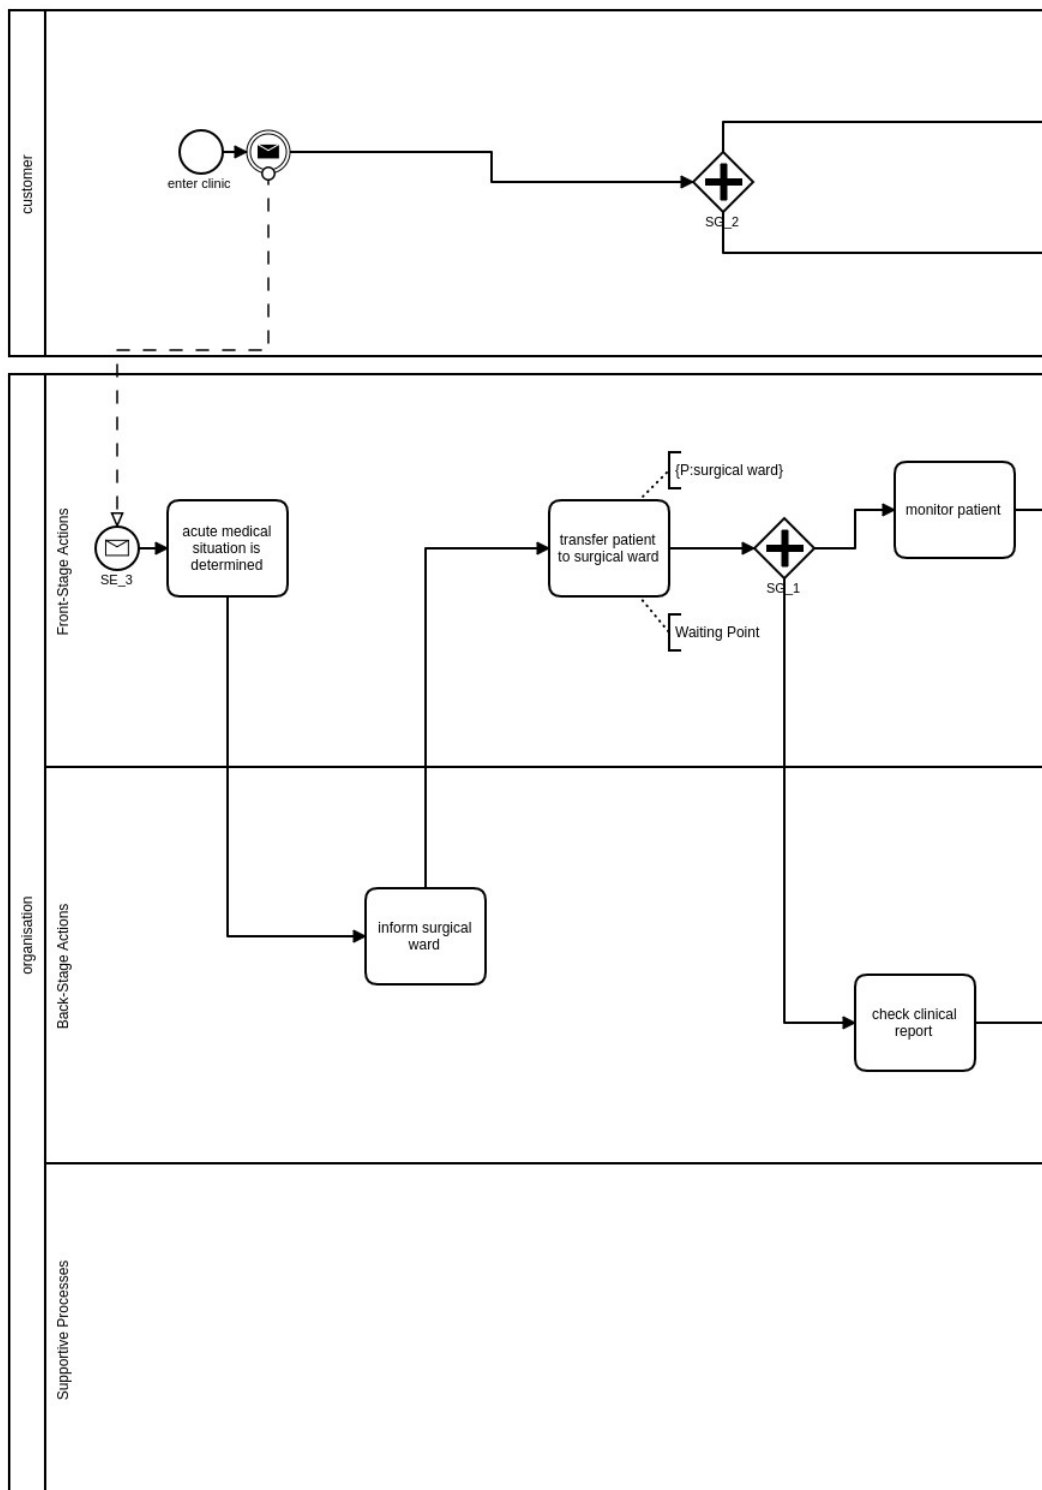 customer
enter clinic
SG_2
organisation
Front-Stage Actions
SE_3
acute medical
situation is
determined
{P:surgical ward}
transfer patient
to surgical ward
Waiting Point
SG_1
monitor patient
Back-Stage Actions
inform surgical
ward
check clinical
report
Supportive Processes